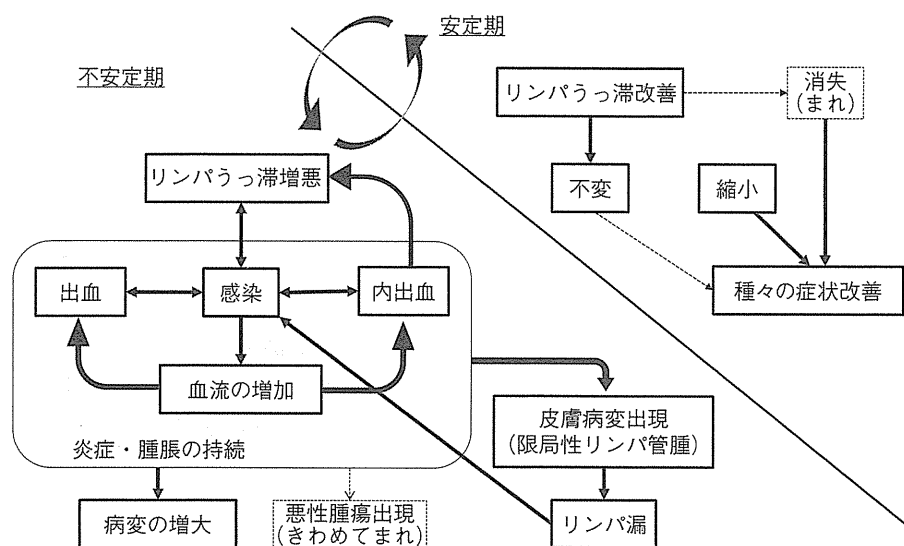 安定期
不安定期
リンパうっ滞改善
消失
(まれ)
リンパうっ滞増悪
不変
縮小
出血
感染
内出血
種々の症状改善
血流の増加
皮膚病変出現
(限局性リンパ管腫)
炎症・腫脹の持続
病変の増大
悪性腫瘍出現
(きわめてまれ)
リンパ漏